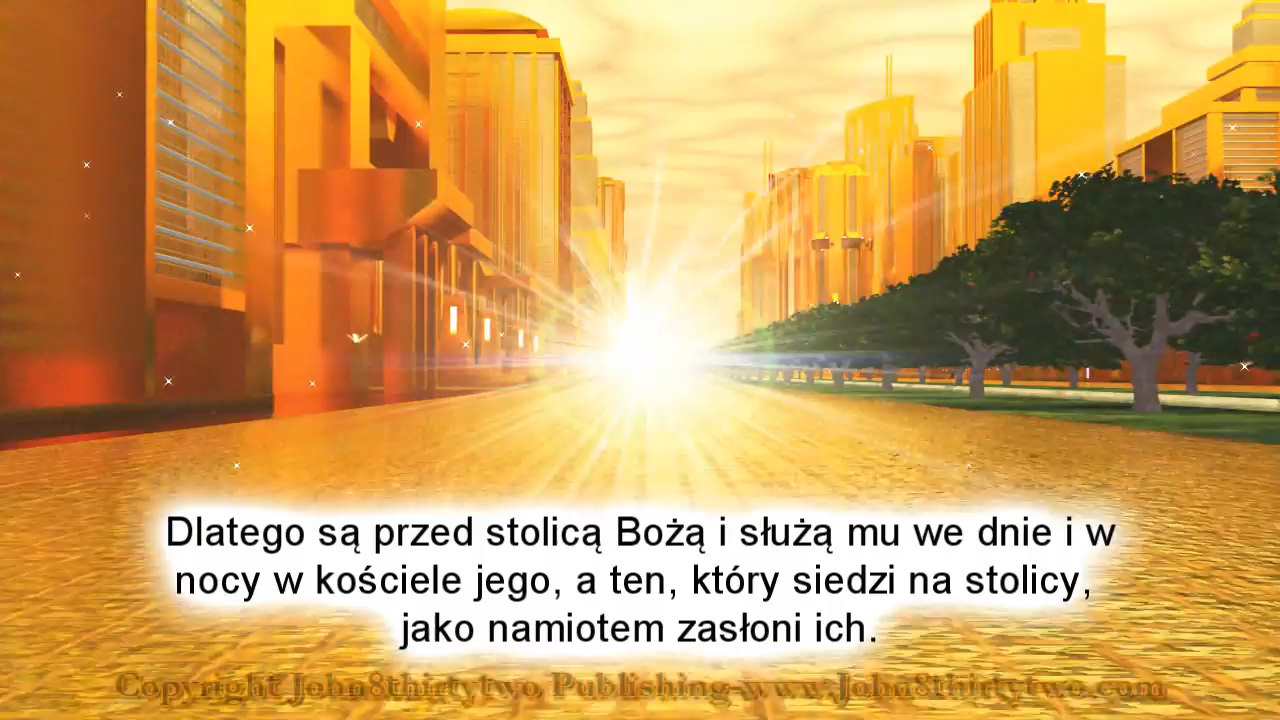 Dlatego są przed stolicą Bożą i służą mu we dnie i w
nocy w kościele jego, a ten, który siedzi na stolicy,
jako namiotem zasłoni ich.
Copyright John8thirtytwo Publishing-www.John8thirtytwo.com